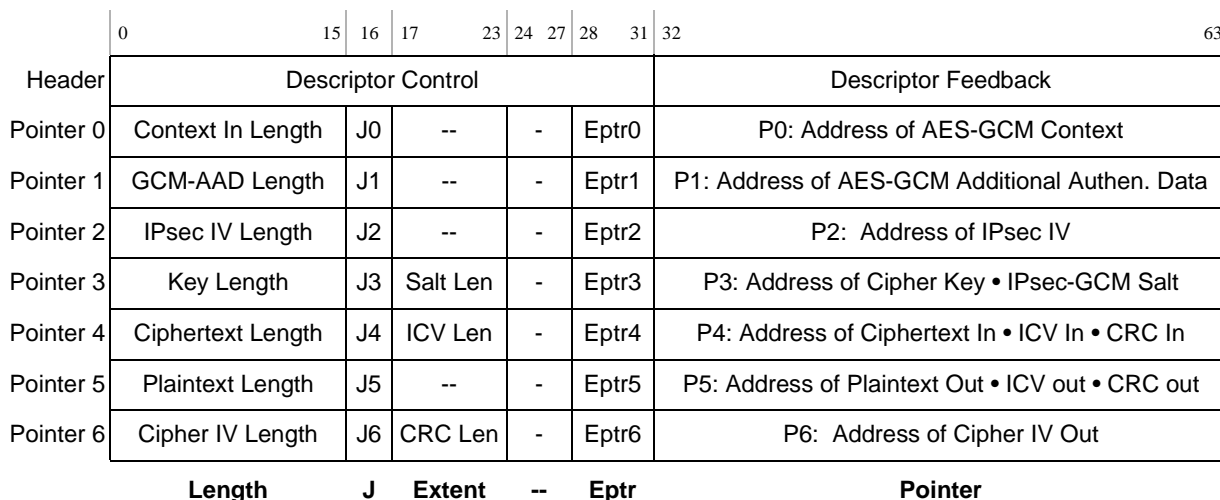 0 15 16 17 23 24 27 28 31 32 63
Header Descriptor Control Descriptor Feedback
Pointer 0 Context In Length J0 -- - Eptr0 P0: Address of AES-GCM Context
Pointer 1 GCM-AAD Length J1 -- - Eptr1 P1: Address of AES-GCM Additional Authen. Data
Pointer 2 IPsec IV Length J2 -- - Eptr2 P2: Address of IPsec IV
Pointer 3 Key Length J3 Salt Len - Eptr3 P3: Address of Cipher Key • IPsec-GCM Salt
Pointer 4 Ciphertext Length J4 ICV Len - Eptr4 P4: Address of Ciphertext In • ICV In • CRC In
Pointer 5 Plaintext Length J5 -- - Eptr5 P5: Address of Plaintext Out • ICV out • CRC out
Pointer 6 Cipher IV Length J6 CRC Len - Eptr6 P6: Address of Cipher IV Out
Length J Extent -- Eptr Pointer